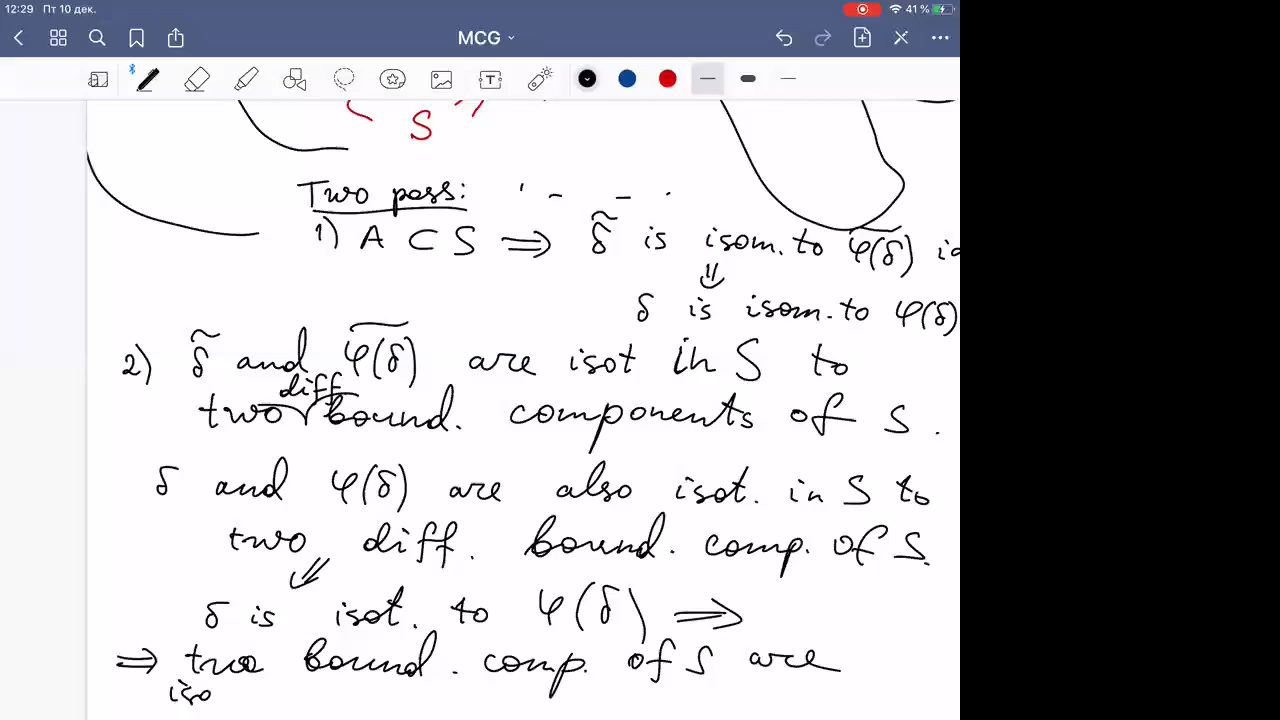 12:29 Пт 10 дек.
41 %
MCG
T
S
Two poss:
1) A ⊂ S ⇒ δ̃ is isom. to φ(δ)͠
⇓
δ is isom. to φ(δ)
2) δ̃ and φ(δ)͠ are isot in S to
diff
two bound. components of S.
δ and φ(δ) are also isot. in S to
two diff. bound. comp. of S.
⇓
δ is isot. to φ(δ) ⇒
⇒ two bound. comp. of S are
iso